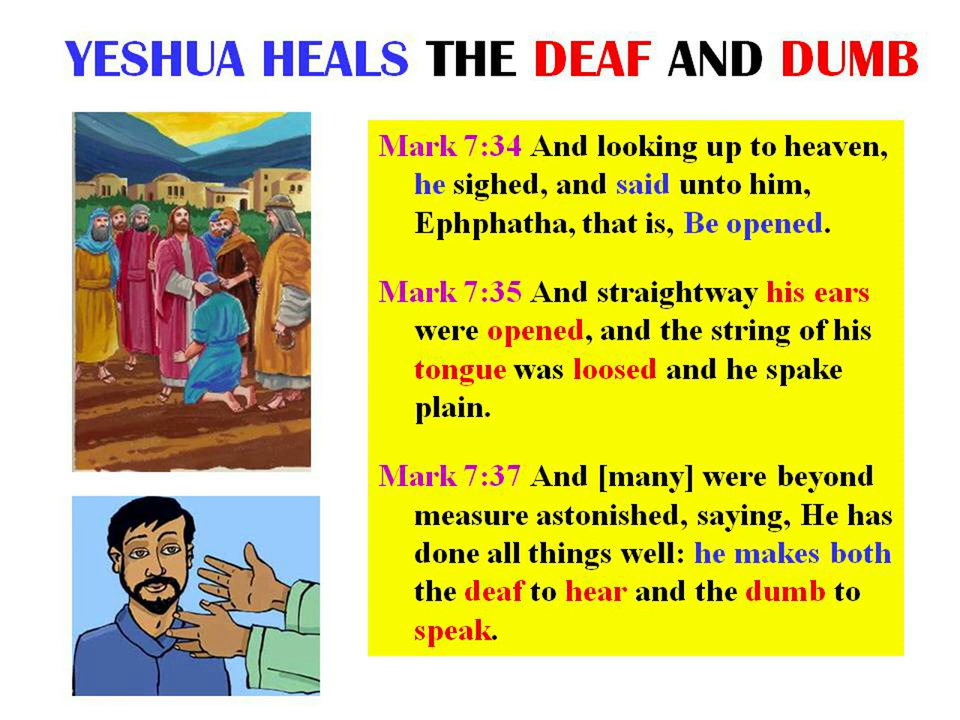 YESHUA HEALS THE DEAF AND DUMB
Mark 7:34 And looking up to heaven,
he sighed, and said unto him,
Ephphatha, that is, Be opened.
Mark 7:35 And straightway his ears
were opened, and the string of his
tongue was loosed and he spake
plain.
Mark 7:37 And [many] were beyond
measure astonished, saying, He has
done all things well: he makes both
the deaf to hear and the dumb to
speak.